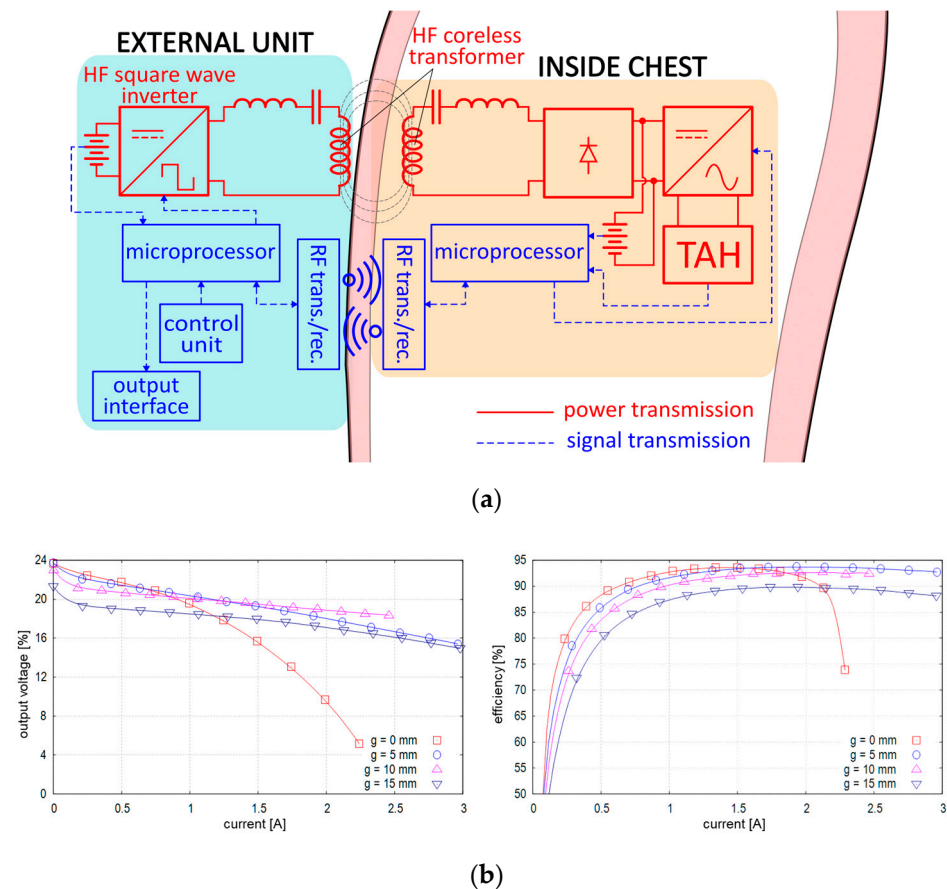 EXTERNAL UNIT
HF square wave
inverter
HF coreless
transformer
INSIDE CHEST
microprocessor
control
unit
output
interface
RF trans./rec.
RF trans./rec.
microprocessor
TAH
power transmission
signal transmission
(a)
output voltage [%]
24
20
16
12
8
4
0
0
0.5
1
1.5
2
2.5
3
current [A]
g = 0 mm
g = 5 mm
g = 10 mm
g = 15 mm
efficiency [%]
95
90
85
80
75
70
65
60
55
50
0
0.5
1
1.5
2
2.5
3
current [A]
g = 0 mm
g = 5 mm
g = 10 mm
g = 15 mm
(b)